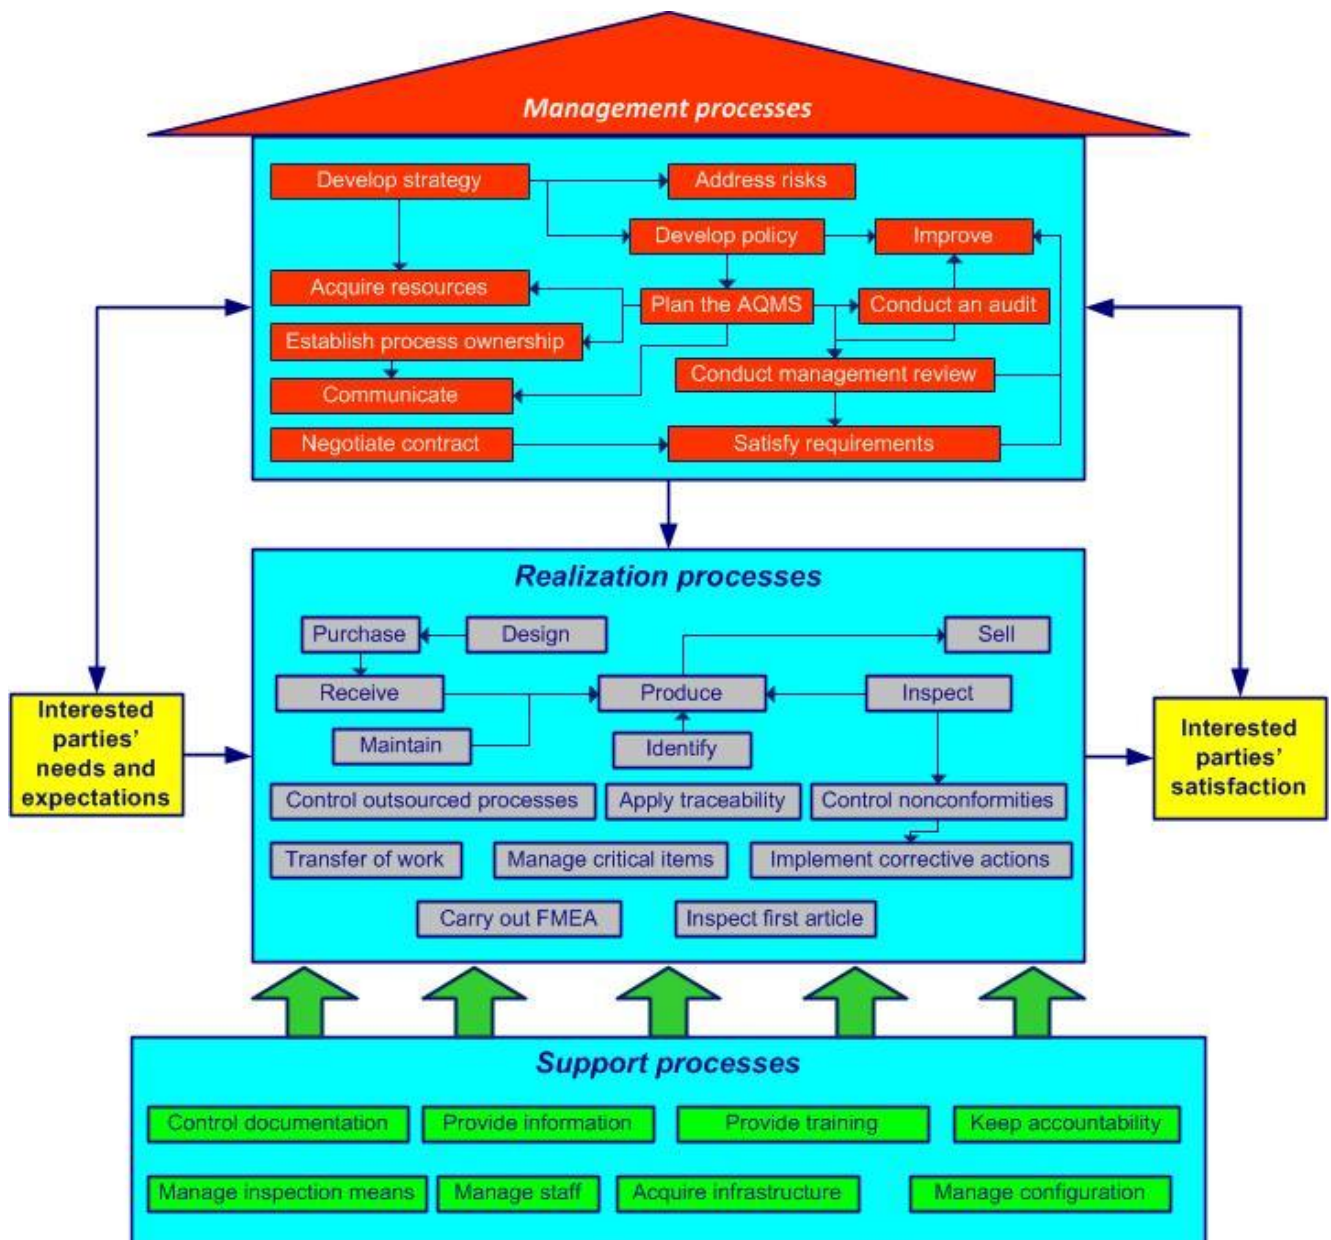 Management processes
Develop strategy
Address risks
Develop policy
Improve
Acquire resources
Plan the AQMS
Conduct an audit
Establish process ownership
Conduct management review
Communicate
Negotiate contract
Satisfy requirements
Realization processes
Purchase
Design
Sell
Receive
Produce
Inspect
Maintain
Identify
Interested
parties’
needs and
expectations
Interested
parties’
satisfaction
Control outsourced processes
Apply traceability
Control nonconformities
Transfer of work
Manage critical items
Implement corrective actions
Carry out FMEA
Inspect first article
Support processes
Control documentation
Provide information
Provide training
Keep accountability
Manage inspection means
Manage staff
Acquire infrastructure
Manage configuration